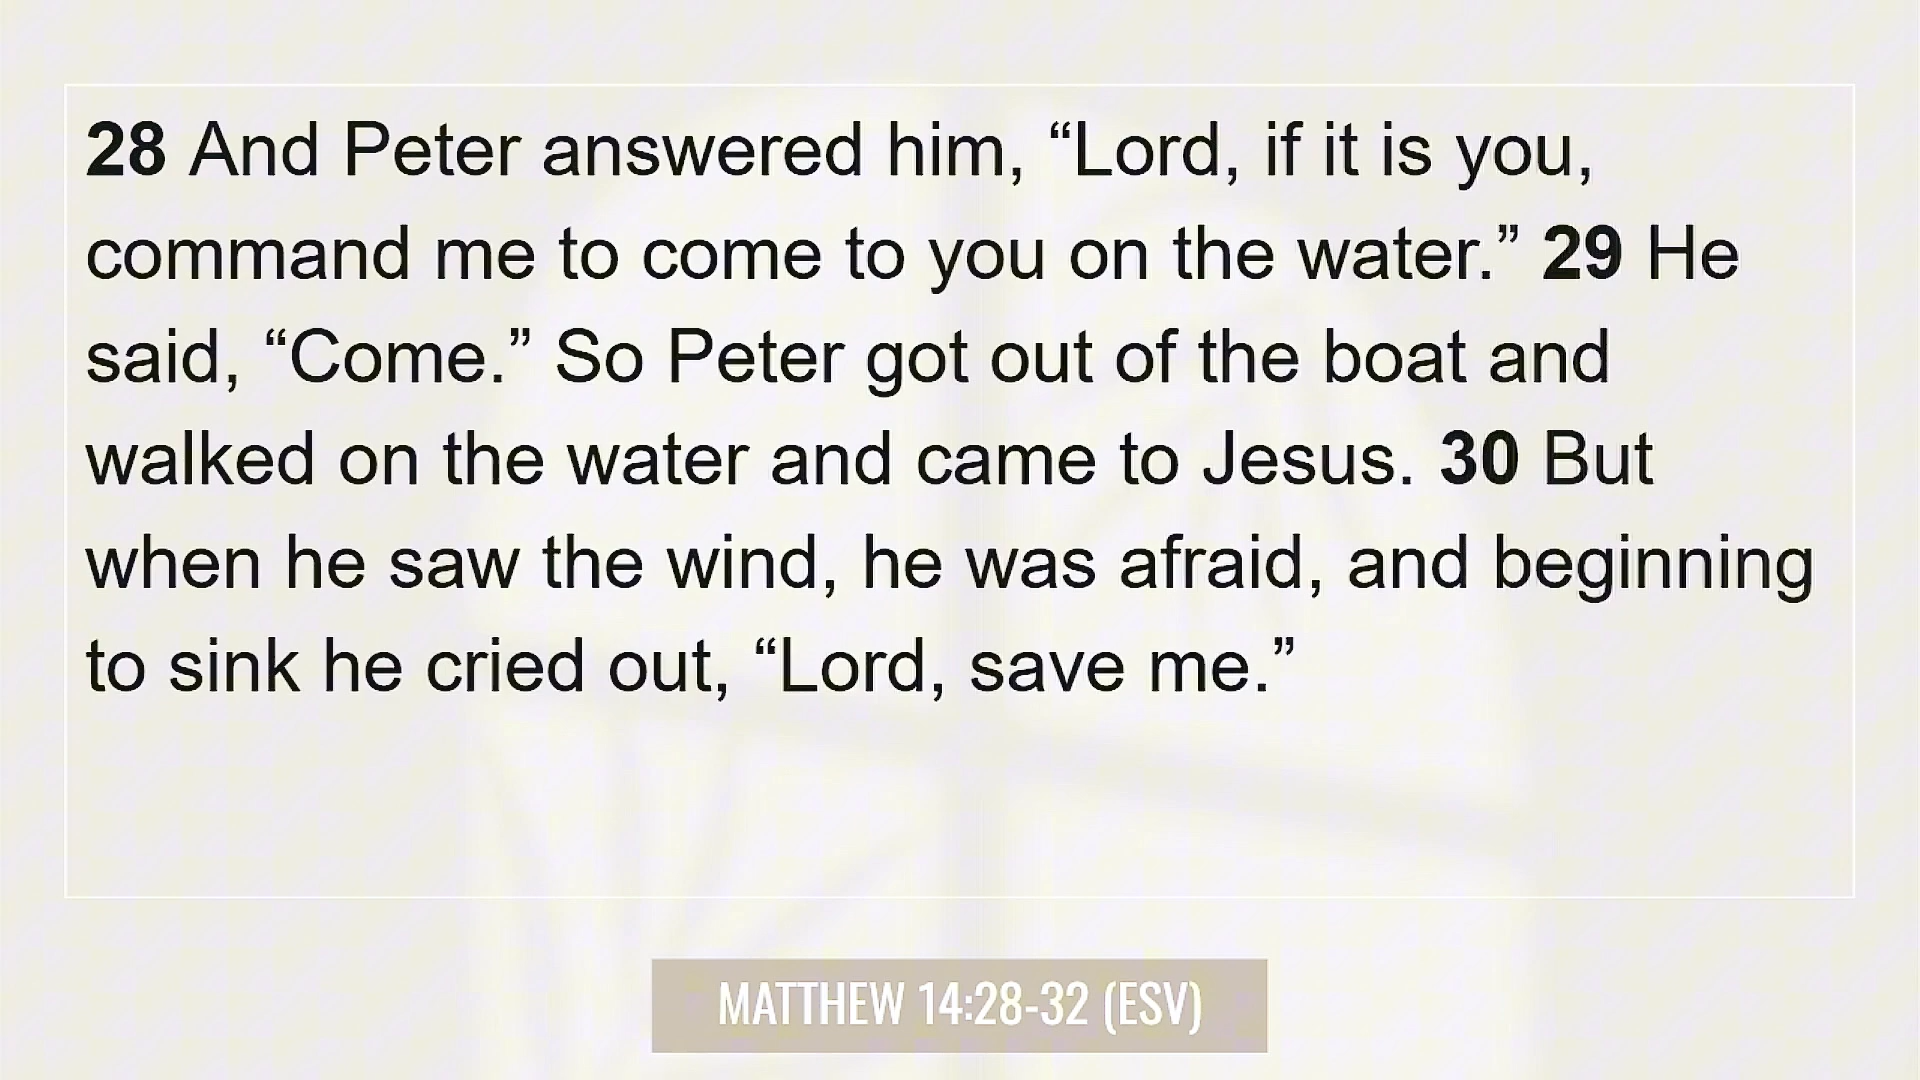 28 And Peter answered him, “Lord, if it is you,
command me to come to you on the water.” 29 He
said, “Come.” So Peter got out of the boat and
walked on the water and came to Jesus. 30 But
when he saw the wind, he was afraid, and beginning
to sink he cried out, “Lord, save me.”
MATTHEW 14:28-32 (ESV)